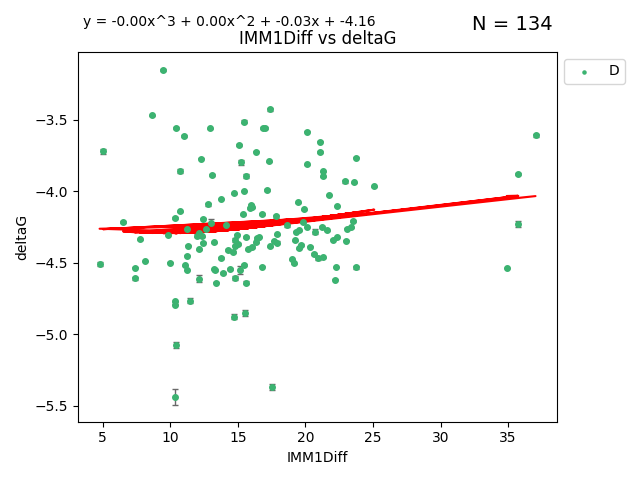 y = -0.00x^3 + 0.00x^2 + -0.03x + -4.16
N = 134
IMM1Diff vs deltaG
D
deltaG
−3.5
−4.0
−4.5
−5.0
−5.5
5 10 15 20 25 30 35
IMM1Diff